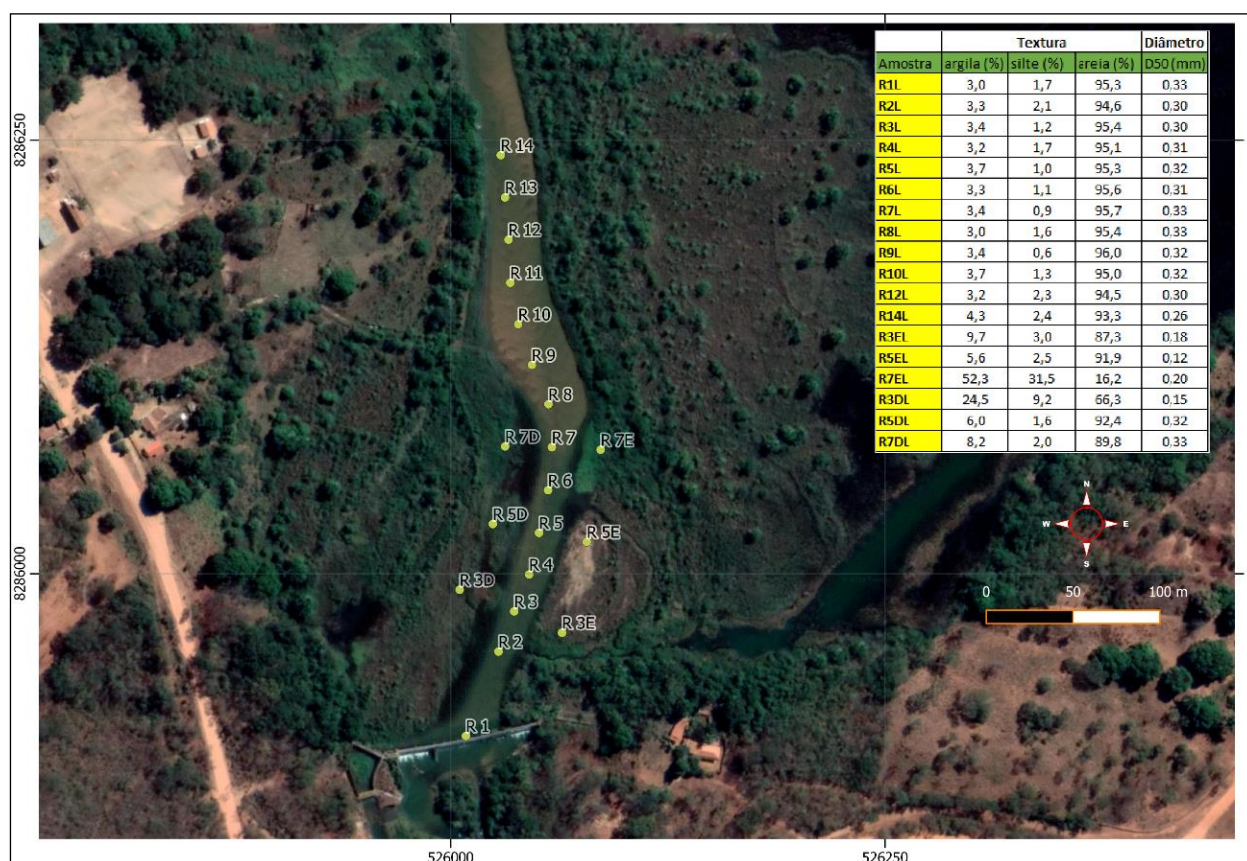 Textura Diâmetro
Amostra argila (%) silte (%) areia (%) D50 (mm)
R1L 3,0 1,7 95,3 0,33
R2L 3,3 2,1 94,6 0,30
R3L 3,4 1,2 95,4 0,30
R4L 3,2 1,7 95,1 0,31
R5L 3,7 1,0 95,3 0,32
R6L 3,3 1,1 95,6 0,31
R7L 3,4 0,9 95,7 0,33
R8L 3,0 1,6 95,4 0,33
R9L 3,4 0,6 96,0 0,32
R10L 3,7 1,3 95,0 0,32
R12L 3,2 2,3 94,5 0,30
R14L 4,3 2,4 93,3 0,26
R3EL 9,7 3,0 87,3 0,18
R5EL 5,6 2,5 91,9 0,12
R7EL 52,3 31,5 16,2 0,20
R3DL 24,5 9,2 66,3 0,15
R5DL 6,0 1,6 92,4 0,32
R7DL 8,2 2,0 89,8 0,33
8286250
R 14
R 13
R 12
R 11
R 10
R 9
R 8
R 7D
R 7
R 7E
R 6
R 5D
R 5
R 5E
R 4
R 3D
R 3
R 3E
R 2
R 1
8286000
N
W E
S
0 50 100 m
526000
526250